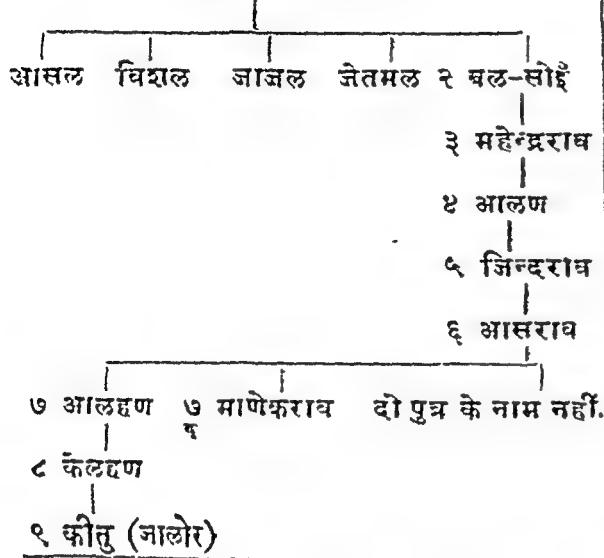 आसल विशल जाजल जेतमल २ बल-सोहँ
३ महेन्द्रराव
४ आलण
५ जिन्दराव
६ आसराव
७ आलहण ७ माणेकराव दो पुत्र के नाम नहीं.
ब्
८ केलहण
९ कीतु (जालोर)